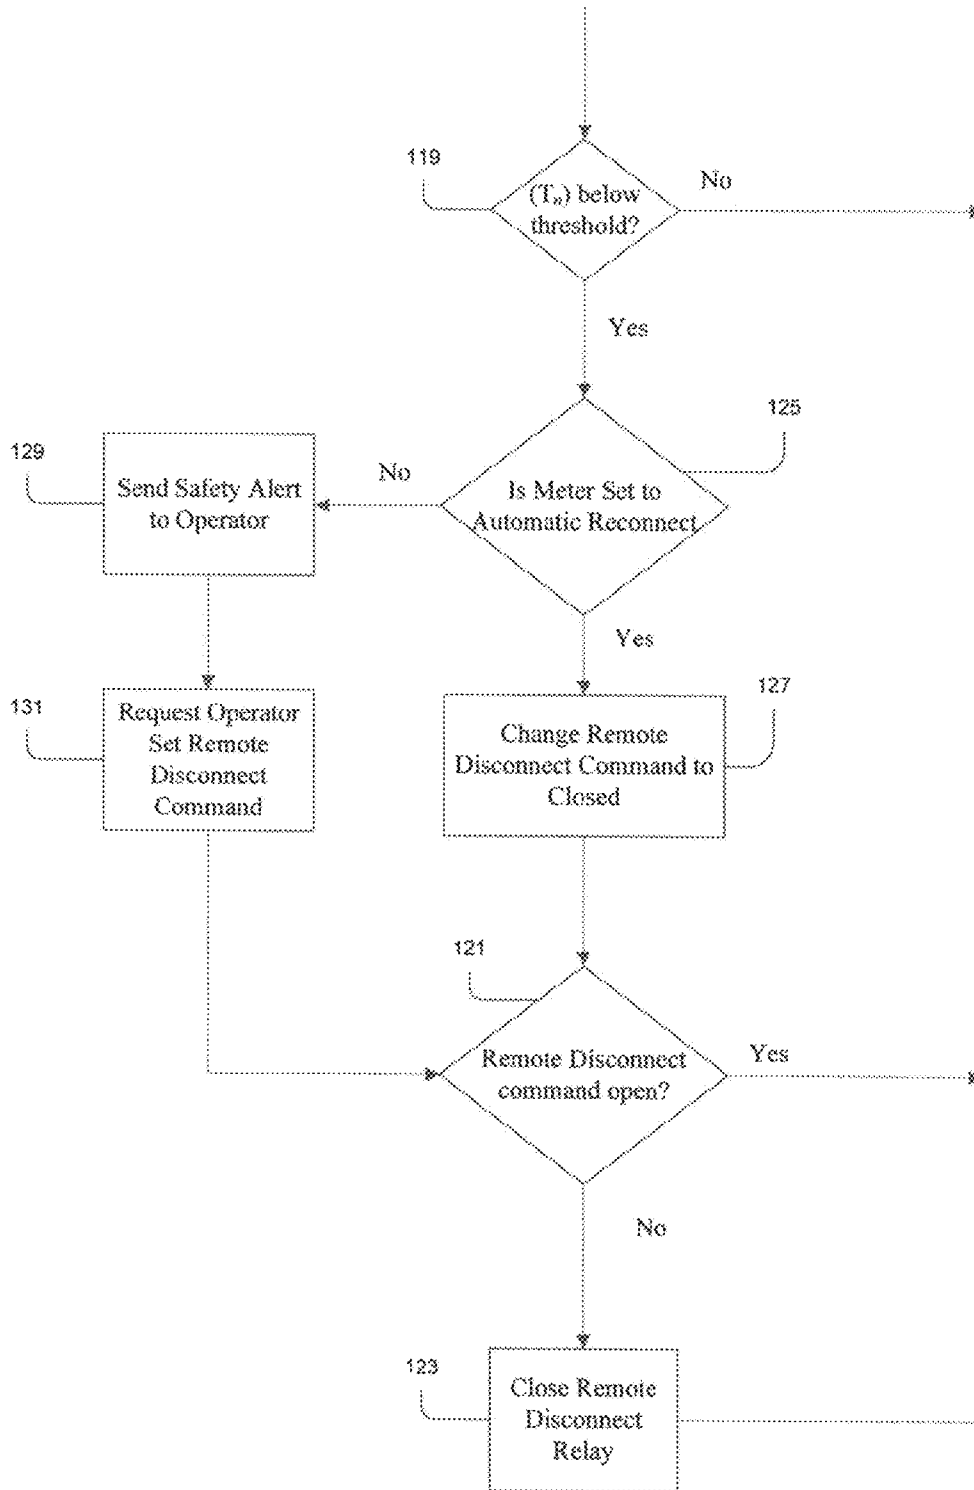 119
(Tn) below
threshold?
No
Yes
125
129
Send Safety Alert
to Operator
No
Is Meter Set to
Automatic Reconnect
Yes
131
Request Operator
Set Remote
Disconnect
Command
127
Change Remote
Disconnect Command to
Closed
121
Remote Disconnect
command open?
Yes
No
123
Close Remote
Disconnect
Relay